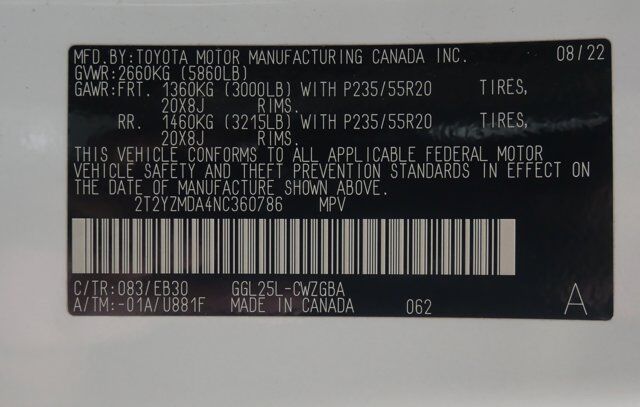 MFD.BY:TOYOTA MOTOR MANUFACTURING CANADA INC. 08/22
GVWR:2660KG (5860LB)
GAWR:FRT. 1360KG (3000LB) WITH P235/55R20 TIRES,
20X8J RIMS.
RR. 1460KG (3215LB) WITH P235/55R20 TIRES,
20X8J RIMS.
THIS VEHICLE CONFORMS TO ALL APPLICABLE FEDERAL MOTOR
VEHICLE SAFETY AND THEFT PREVENTION STANDARDS IN EFFECT ON
THE DATE OF MANUFACTURE SHOWN ABOVE.
2T2YZMDA4NC360786 MPV
C/TR:083/EB30 GGL25L-CWZGBA
A/TM:-01A/U881F MADE IN CANADA 062 A